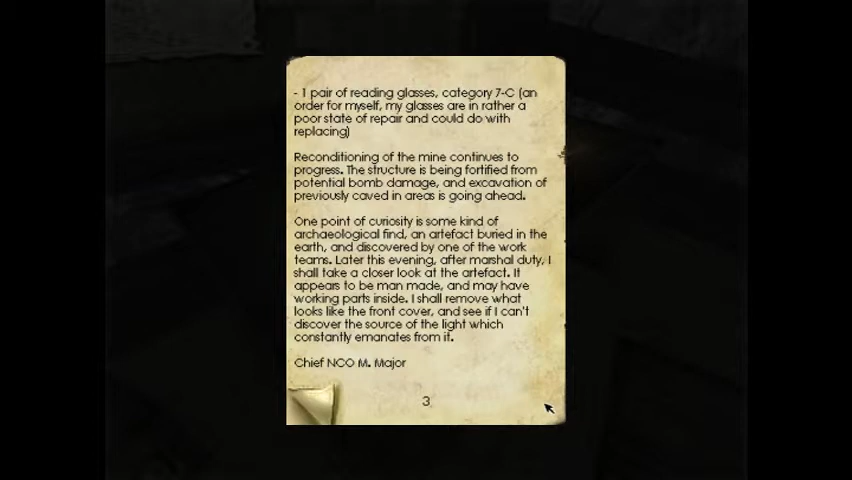 - 1 pair of reading glasses, category 7-C (an
order for myself, my glasses are in rather a
poor state of repair and could do with
replacing)
Reconditioning of the mine continues to
progress. The structure is being fortified from
potential bomb damage, and excavation of
previously caved in areas is going ahead.
One point of curiosity is some kind of
archaeological find, an artefact buried in the
earth, and discovered by one of the work
teams. Later this evening, after marshal duty, I
shall take a closer look at the artefact. It
appears to be man made, and may have
working parts inside. I shall remove what
looks like the front cover, and see if I can't
discover the source of the light which
constantly emanates from it.
Chief NCO M. Major
3